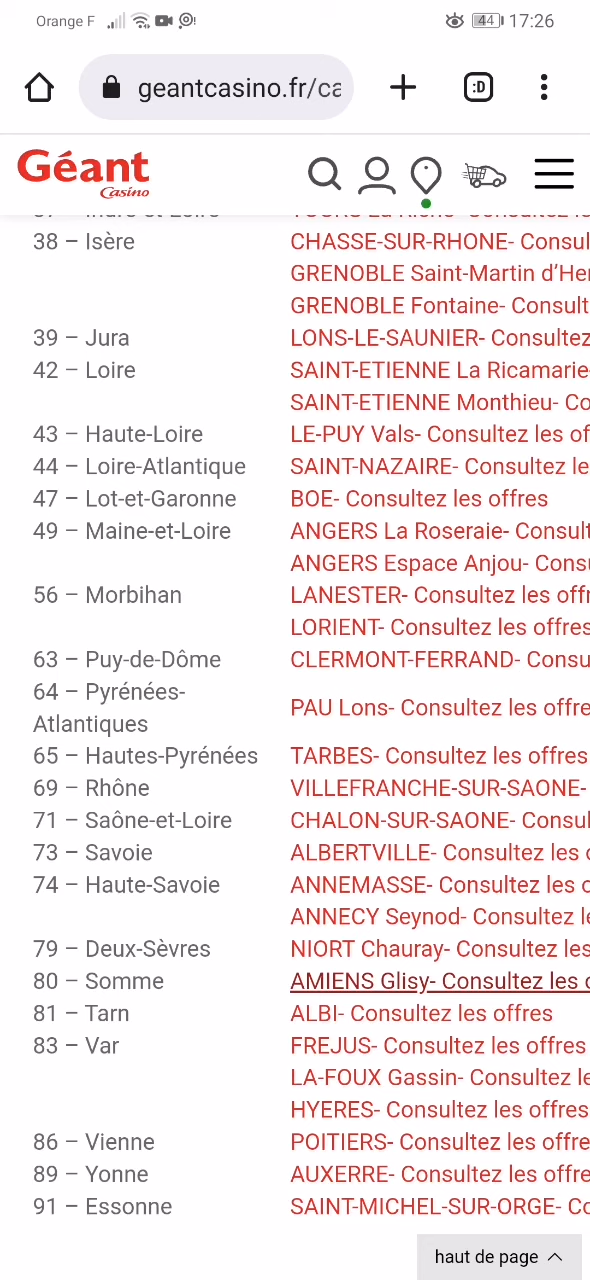 Orange F 44 17:26
:D
geantcasino.fr/ca
Géant
Casino
38 – Isère CHASSE-SUR-RHONE- Consul
GRENOBLE Saint-Martin d'He
GRENOBLE Fontaine- Consult
39 – Jura LONS-LE-SAUNIER- Consultez
42 – Loire SAINT-ETIENNE La Ricamarie-
SAINT-ETIENNE Monthieu- Co
43 – Haute-Loire LE-PUY Vals- Consultez les of
44 – Loire-Atlantique SAINT-NAZAIRE- Consultez le
47 – Lot-et-Garonne BOE- Consultez les offres
49 – Maine-et-Loire ANGERS La Roseraie- Consult
ANGERS Espace Anjou- Consu
56 – Morbihan LANESTER- Consultez les offr
LORIENT- Consultez les offres
63 – Puy-de-Dôme CLERMONT-FERRAND- Consu
64 – Pyrénées-
Atlantiques PAU Lons- Consultez les offre
65 – Hautes-Pyrénées TARBES- Consultez les offres
69 – Rhône VILLEFRANCHE-SUR-SAONE-
71 – Saône-et-Loire CHALON-SUR-SAONE- Consul
73 – Savoie ALBERTVILLE- Consultez les o
74 – Haute-Savoie ANNEMASSE- Consultez les o
ANNECY Seynod- Consultez le
79 – Deux-Sèvres NIORT Chauray- Consultez les
80 – Somme AMIENS Glisy- Consultez les o
81 – Tarn ALBI- Consultez les offres
83 – Var FREJUS- Consultez les offres
LA-FOUX Gassin- Consultez le
HYERES- Consultez les offres
86 – Vienne POITIERS- Consultez les offre
89 – Yonne AUXERRE- Consultez les offre
91 – Essonne SAINT-MICHEL-SUR-ORGE- Co
haut de page